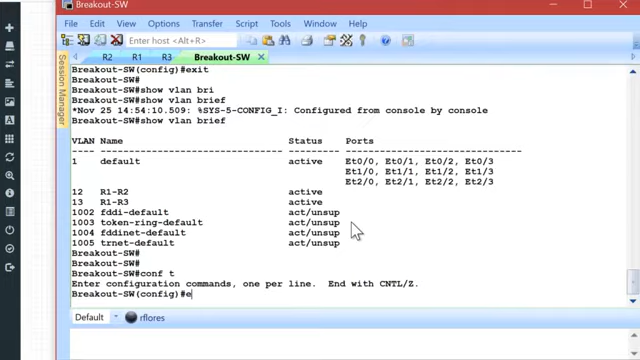 Breakout-SW
File Edit View Options Transfer Script Tools Window Help
Enter host <Alt+R>
R2 R1 R3 Breakout-SW
Session Manager
Breakout-SW(config)#exit
Breakout-SW#
Breakout-SW#show vlan bri
Breakout-SW#show vlan brief
*Nov 25 14:54:10.509: %SYS-5-CONFIG_I: Configured from console by console
Breakout-SW#show vlan brief
VLAN Name Status Ports
---- -------------------------------- --------- -------------------------------
1 default active Et0/0, Et0/1, Et0/2, Et0/3
Et1/0, Et1/1, Et1/2, Et1/3
Et2/0, Et2/1, Et2/2, Et2/3
12 R1-R2 active
13 R1-R3 active
1002 fddi-default act/unsup
1003 token-ring-default act/unsup
1004 fddinet-default act/unsup
1005 trnet-default act/unsup
Breakout-SW#
Breakout-SW#
Breakout-SW#conf t
Enter configuration commands, one per line. End with CNTL/Z.
Breakout-SW(config)#e
Default rflores